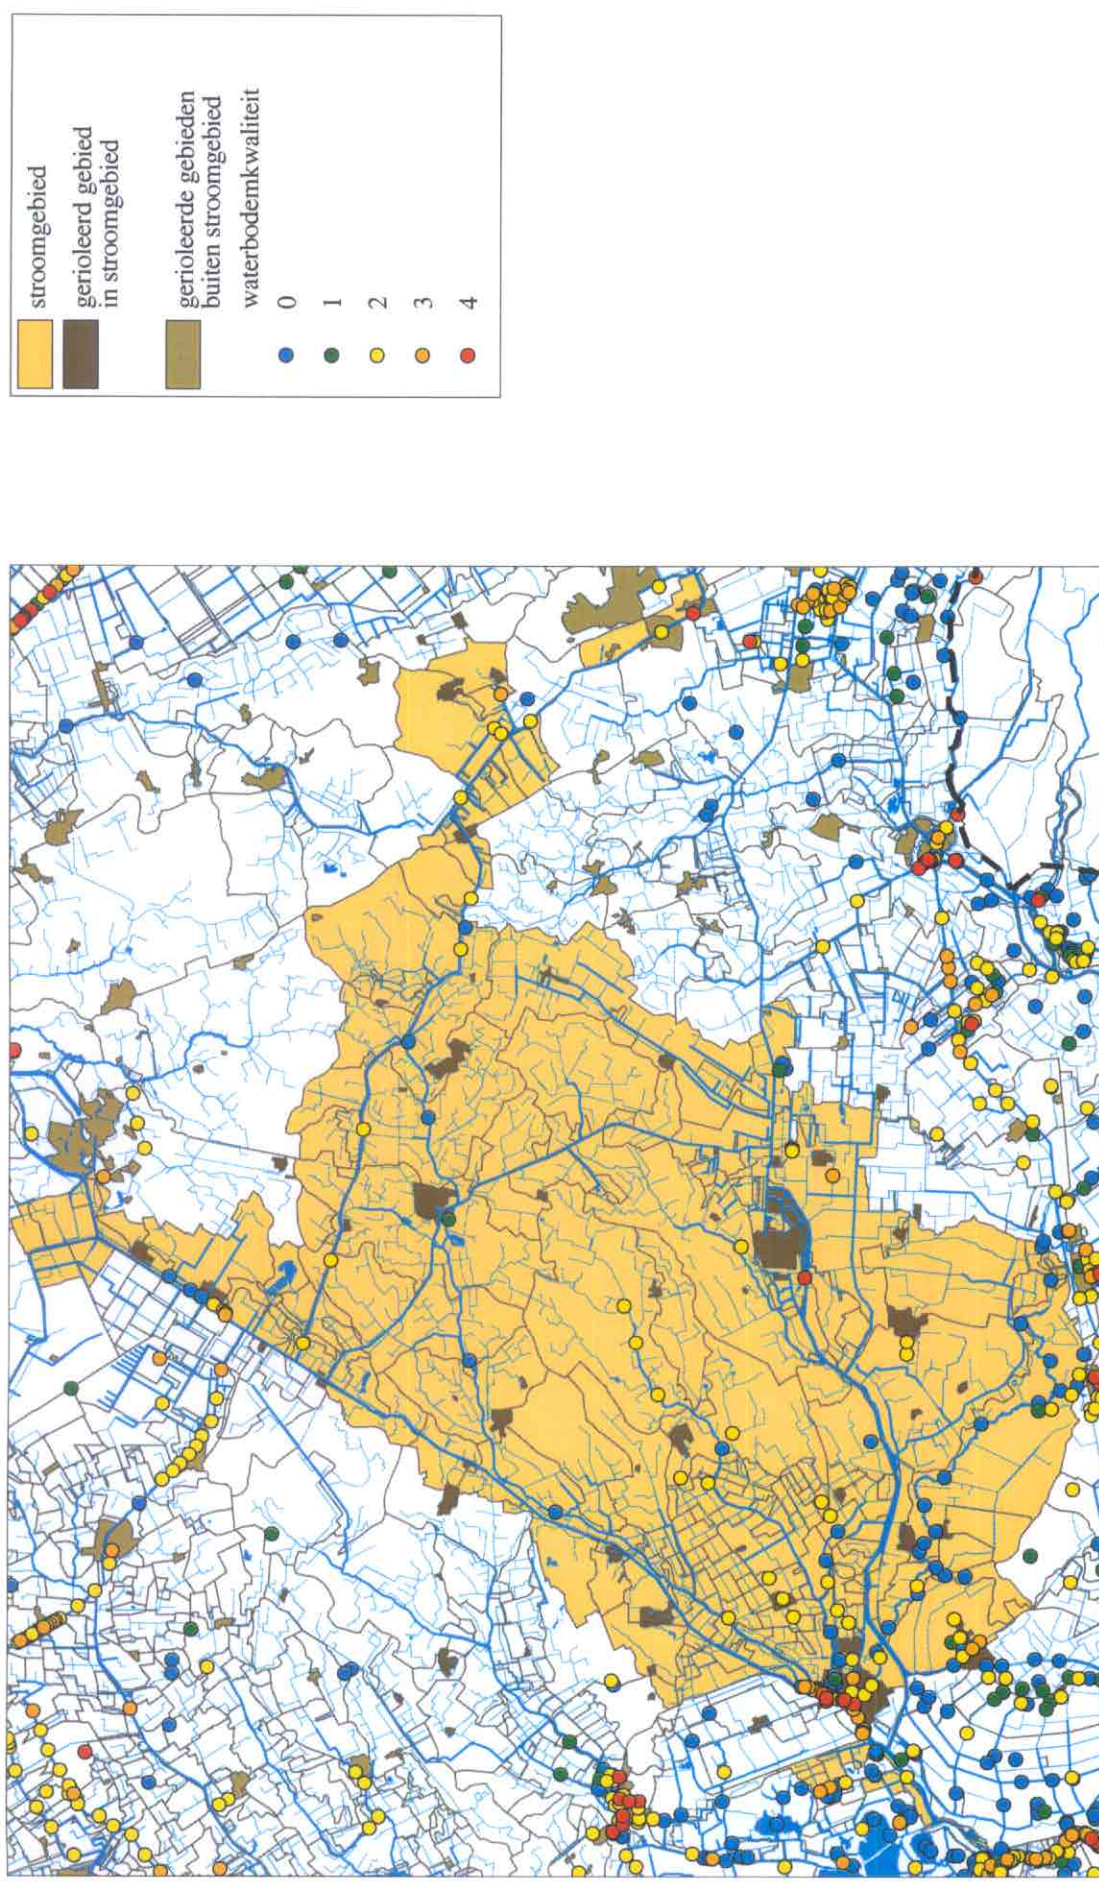 stroomgebied
gerioleerd gebied
in stroomgebied
gerioleerde gebieden
buiten stroomgebied
waterbodemkwaliteit
0
1
2
3
4